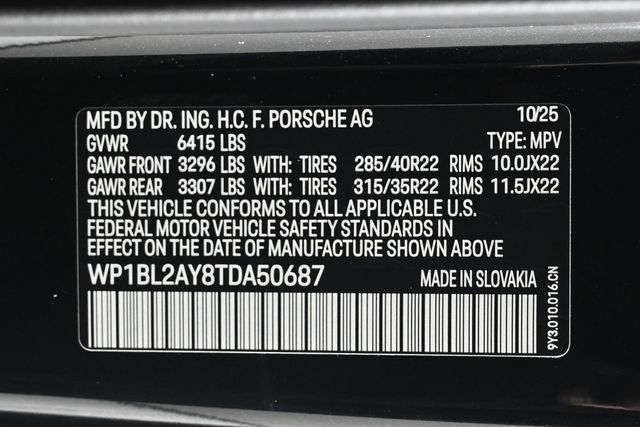 MFD BY DR. ING. H.C. F. PORSCHE AG 10/25
GVWR 6415 LBS TYPE: MPV
GAWR FRONT 3296 LBS WITH: TIRES 285/40R22 RIMS 10.0JX22
GAWR REAR 3307 LBS WITH: TIRES 315/35R22 RIMS 11.5JX22
THIS VEHICLE CONFORMS TO ALL APPLICABLE U.S.
FEDERAL MOTOR VEHICLE SAFETY STANDARDS IN
EFFECT ON THE DATE OF MANUFACTURE SHOWN ABOVE
WP1BL2AY8TDA50687 MADE IN SLOVAKIA
9Y3.010.016.CN